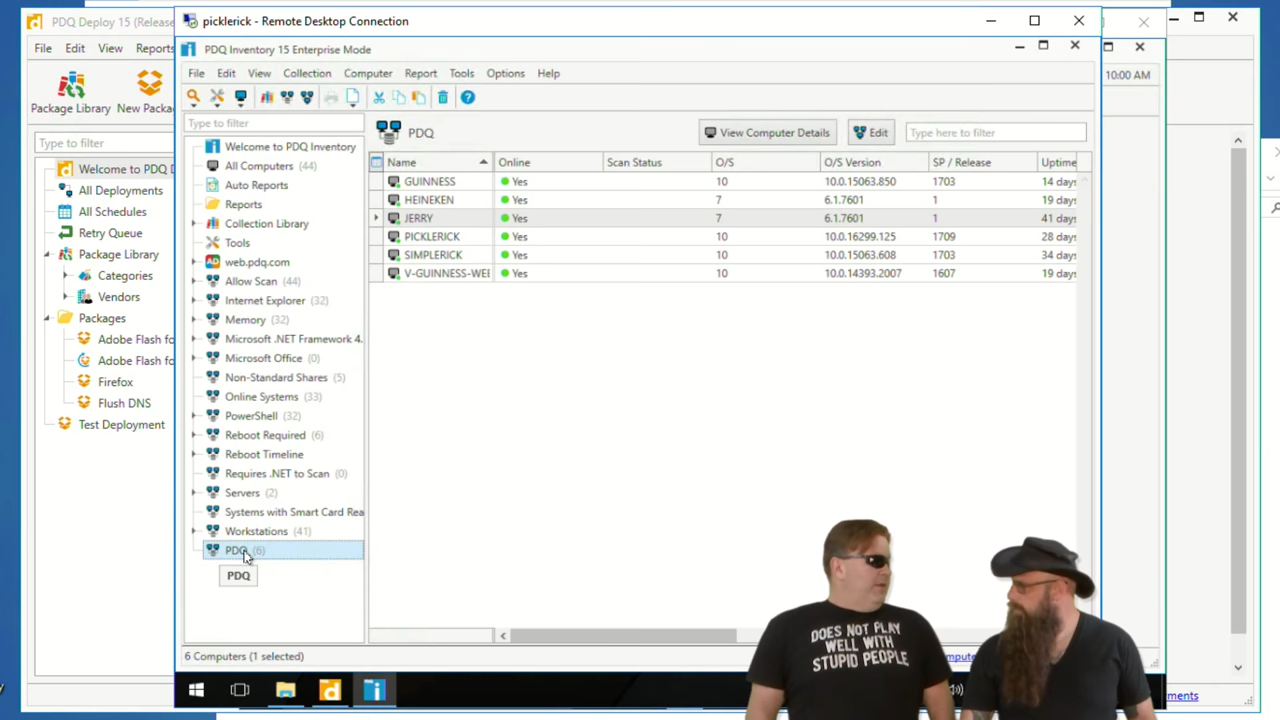 PDQ Deploy 15 (Release
File Edit View Reports
Package Library New Packa
Type to filter
Welcome to PDQ D
All Deployments
All Schedules
Retry Queue
Package Library
Categories
Vendors
Packages
Adobe Flash fo
Adobe Flash fo
Firefox
Flush DNS
Test Deployment
picklerick - Remote Desktop Connection
PDQ Inventory 15 Enterprise Mode
File Edit View Collection Computer Report Tools Options Help
Type to filter
Welcome to PDQ Inventory
All Computers (44)
Auto Reports
Reports
Collection Library
Tools
web.pdq.com
Allow Scan (44)
Internet Explorer (32)
Memory (32)
Microsoft .NET Framework 4.
Microsoft Office (0)
Non-Standard Shares (5)
Online Systems (33)
PowerShell (32)
Reboot Required (6)
Reboot Timeline
Requires .NET to Scan (0)
Servers (2)
Systems with Smart Card Rea
Workstations (41)
PDQ (6)
PDQ
PDQ View Computer Details Edit Type here to filter
Name Online Scan Status O/S O/S Version SP / Release Uptime
GUINNESS Yes 10 10.0.15063.850 1703 14 days
HEINEKEN Yes 7 6.1.7601 1 19 days
JERRY Yes 7 6.1.7601 1 41 days
PICKLERICK Yes 10 10.0.16299.125 1709 28 days
SIMPLERICK Yes 10 10.0.15063.608 1703 34 days
V-GUINNESS-WEB Yes 10 10.0.14393.2007 1607 19 days
6 Computers (1 selected)
10:00 AM
DOES NOT PLAY
WELL WITH
STUPID PEOPLE